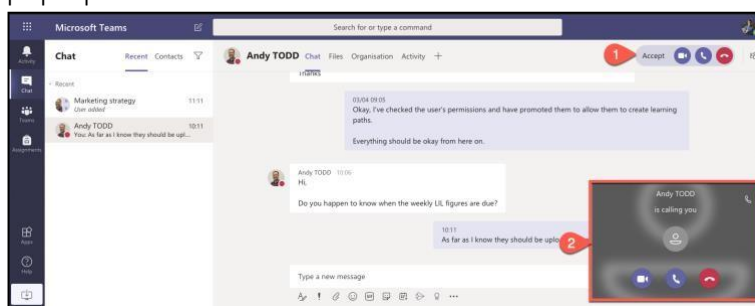 Microsoft Teams
Search for or type a command
Activity
Chat
Teams
Assignments
Apps
Help
Chat
Recent
Contacts
Recent
Marketing strategy
11:11
User added
Andy TODD
10:11
You: As far as I know they should be upl...
Andy TODD
Chat
Files
Organisation
Activity
1
Accept
Thanks
03/04 09:05
Okay, I've checked the user's permissions and have promoted them to allow them to create learning
paths.
Everything should be okay from here on.
Andy TODD 10:06
Hi,
Do you happen to know when the weekly LIL figures are due?
10:11
As far as I know they should be uplo
2
Andy TODD
is calling you
Type a new message
GIF